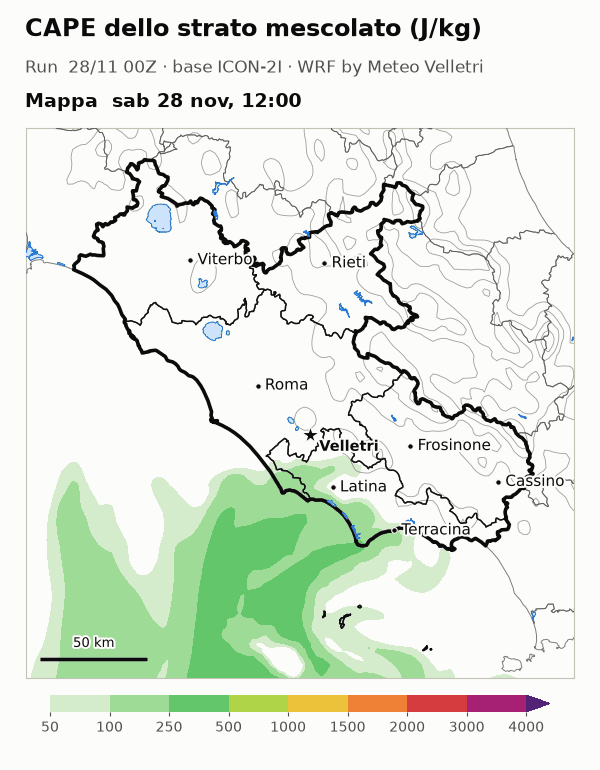 CAPE dello strato mescolato (J/kg)
Run  28/11 00Z · base ICON-2I · WRF by Meteo Velletri
Mappa  sab 28 nov, 12:00
Viterbo
Rieti
Roma
Velletri
Frosinone
Latina
Cassino
Terracina
50 km
50 100 250 500 1000 1500 2000 3000 4000